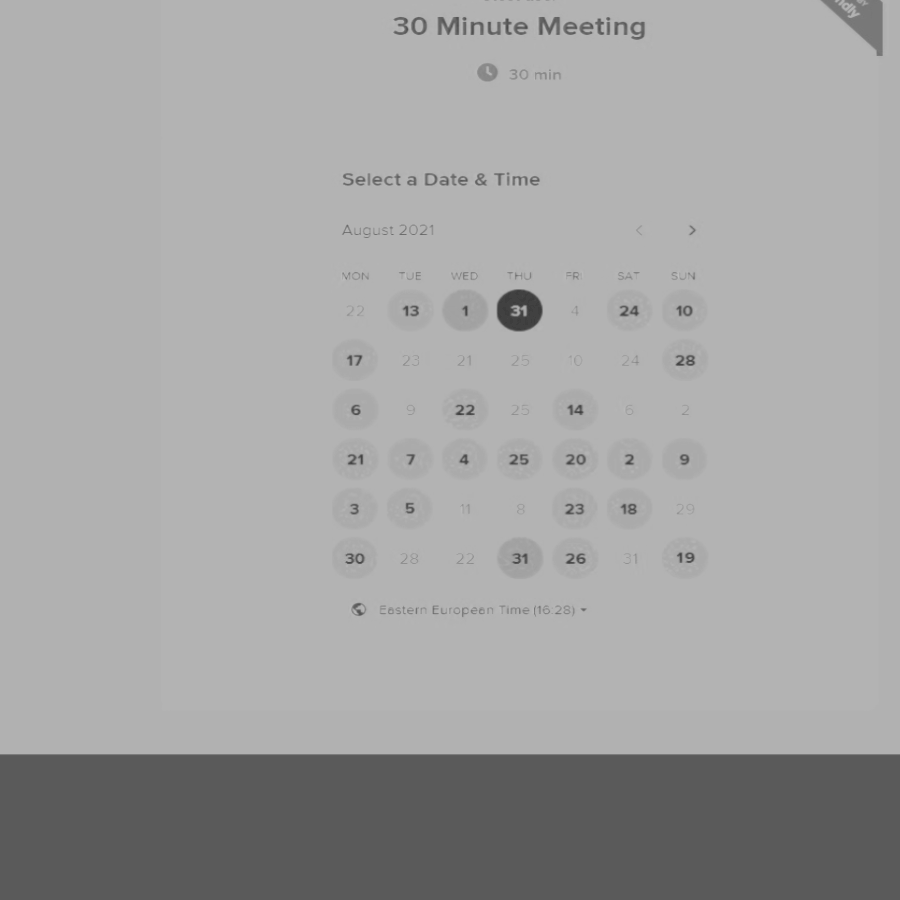 30 Minute Meeting
30 min
Select a Date & Time
August 2021
MON TUE WED THU FRI SAT SUN
22 13 1 31 4 24 10
17 23 21 25 10 24 28
6 9 22 25 14 6 2
21 7 4 25 20 2 9
3 5 11 8 23 18 29
30 28 22 31 26 31 19
Eastern European Time (16:28)